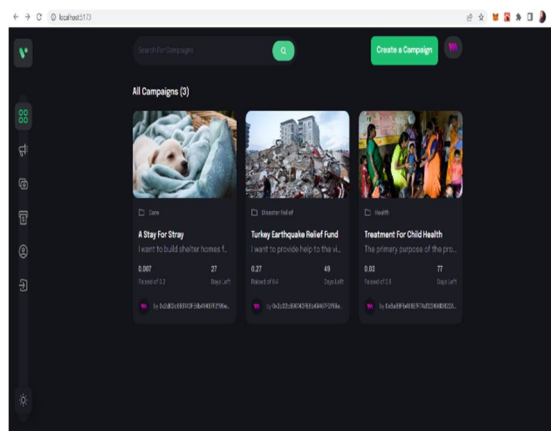 localhost:5173
Search For Campaigns
Create a Campaign
All Campaigns (3)
Care
A Stay For Stray
I want to build shelter homes f...
0.007
27
Days Left
Disaster Relief
Turkey Earthquake Relief Fund
I want to provide help to the vi...
0.27
49
Days Left
Health
Treatment For Child Health
The primary purpose of the pro...
0.03
77
Days Left